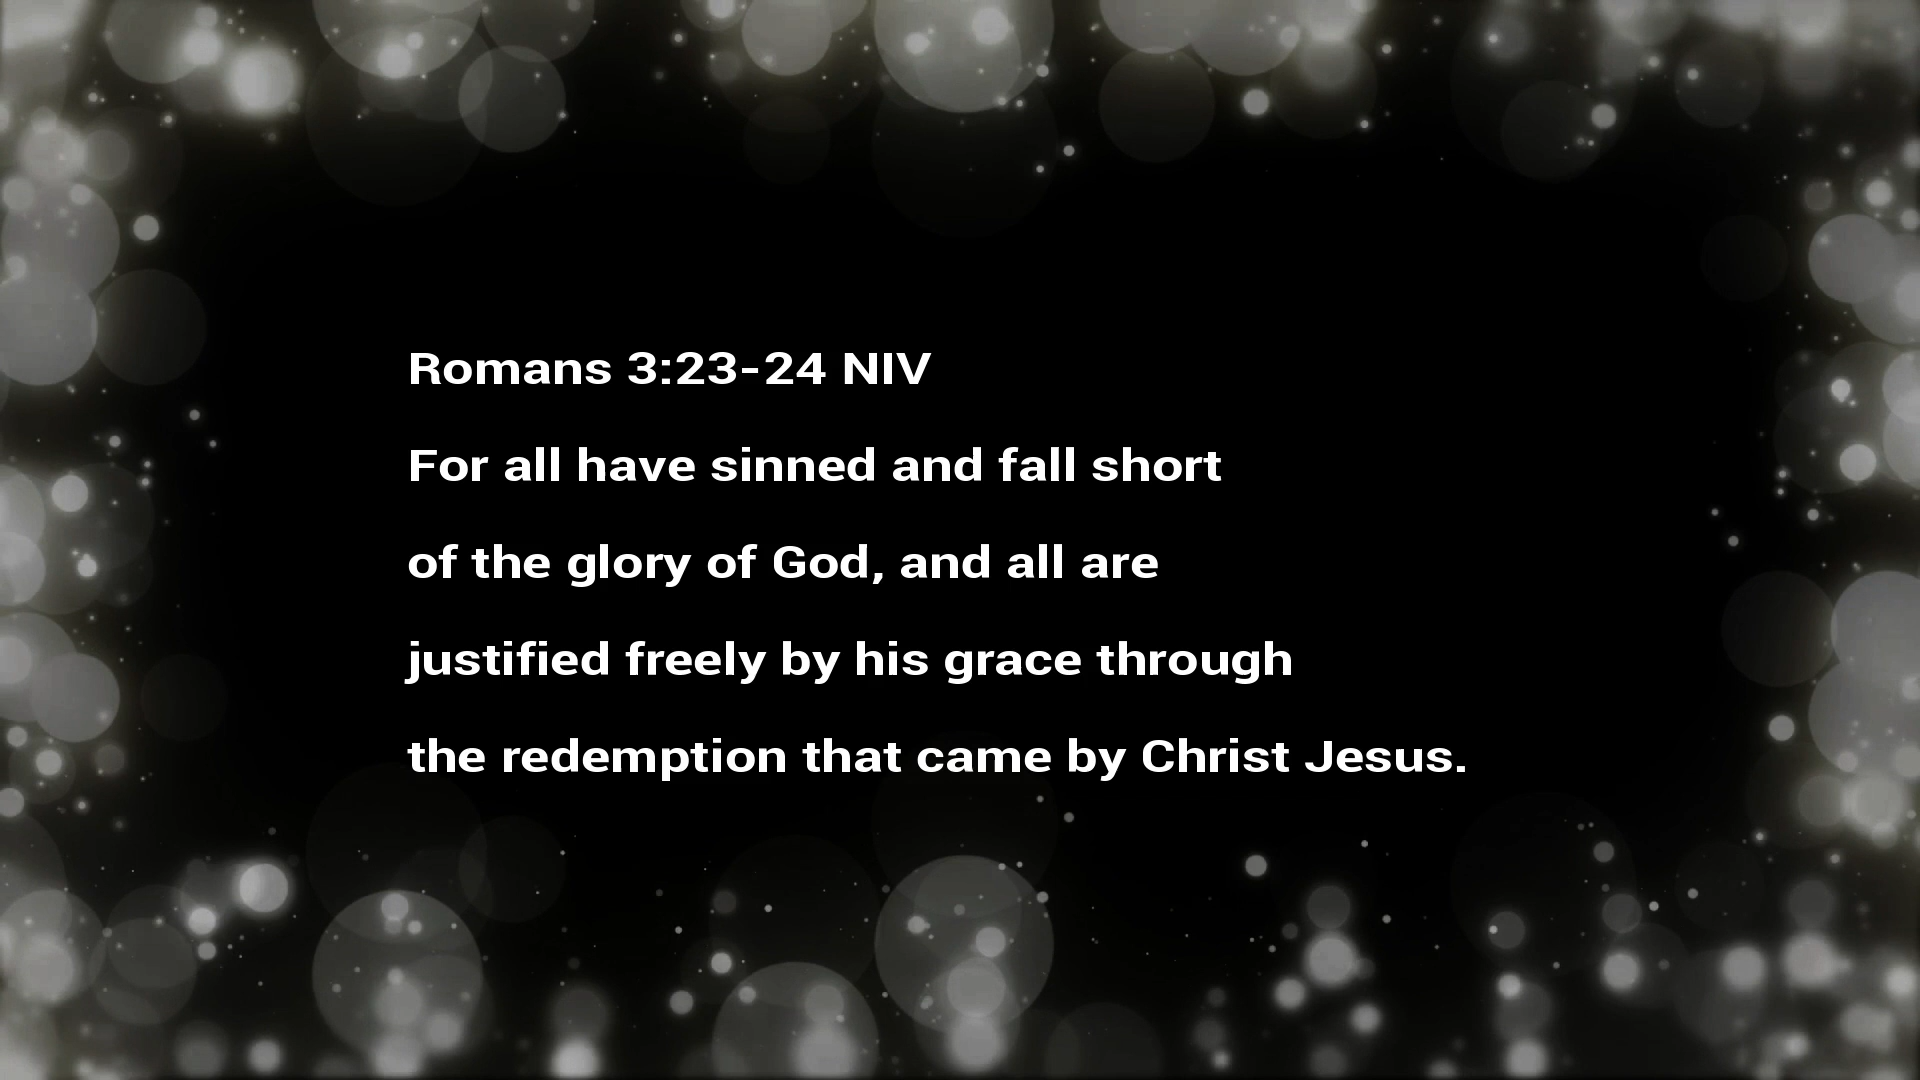 Romans 3:23-24 NIV
For all have sinned and fall short
of the glory of God, and all are
justified freely by his grace through
the redemption that came by Christ Jesus.